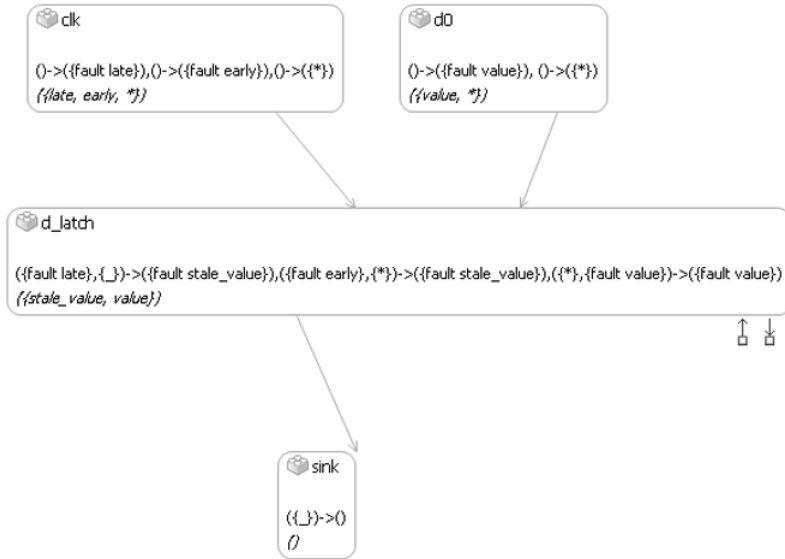 clk
()->({fault late}),()->({fault early}),()->({*})
({late, early, *})
d0
()->({fault value}), ()->({*})
({value, *})
d_latch
({fault late},{_})->({fault stale_value}),({fault early},{*})->({fault stale_value}),({*},{fault value})->({fault value})
({stale_value, value})
sink
({_})->()
()